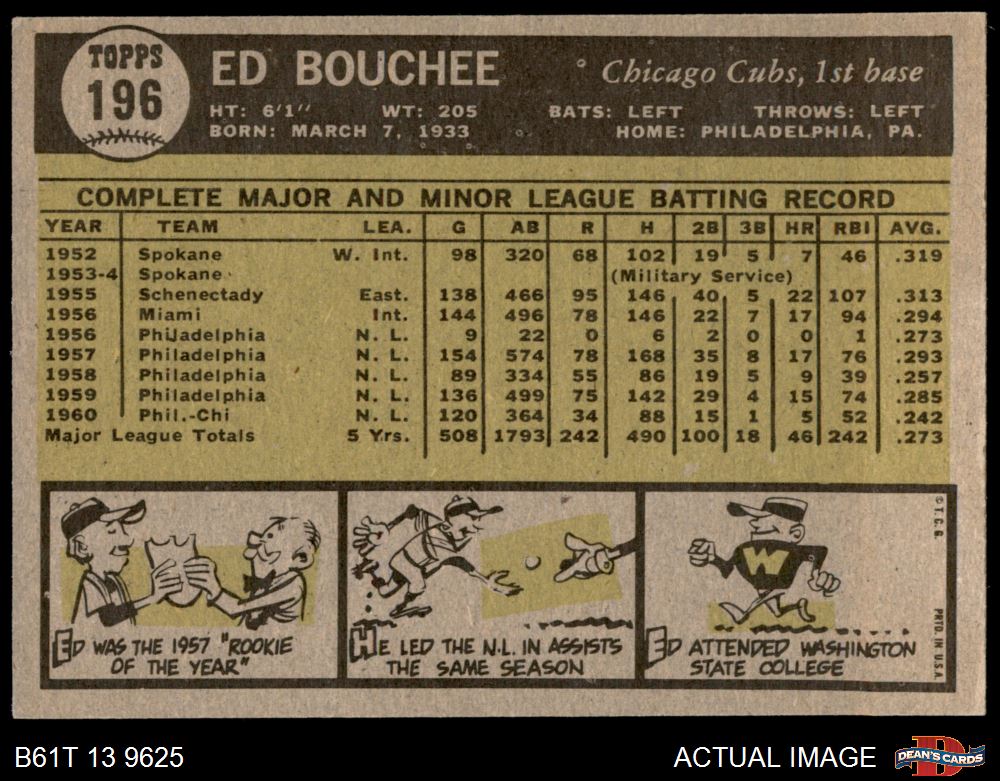 TOPPS
196
ED BOUCHEE
Chicago Cubs, 1st base
HT: 6'1" WT: 205 BATS: LEFT THROWS: LEFT
BORN: MARCH 7, 1933 HOME: PHILADELPHIA, PA.
COMPLETE MAJOR AND MINOR LEAGUE BATTING RECORD
YEAR TEAM LEA. G AB R H 2B 3B HR RBI AVG.
1952 Spokane W. Int. 98 320 68 102 19 5 7 46 .319
1953-4 Spokane (Military Service)
1955 Schenectady East. 138 466 95 146 40 5 22 107 .313
1956 Miami Int. 144 496 78 146 22 7 17 94 .294
1956 Philadelphia N. L. 9 22 0 6 2 0 0 1 .273
1957 Philadelphia N. L. 154 574 78 168 35 8 17 76 .293
1958 Philadelphia N. L. 89 334 55 86 19 5 9 39 .257
1959 Philadelphia N. L. 136 499 75 142 29 4 15 74 .285
1960 Phil.-Chi N. L. 120 364 34 88 15 1 5 52 .242
Major League Totals 5 Yrs. 508 1793 242 490 100 18 46 242 .273
ED WAS THE 1957 "ROOKIE
OF THE YEAR"
HE LED THE N.L. IN ASSISTS
THE SAME SEASON
W
ED ATTENDED WASHINGTON
STATE COLLEGE
© T.C.G. PRTD. IN U.S.A.
B61T 13 9625
ACTUAL IMAGE
D
DEAN'S CARDS